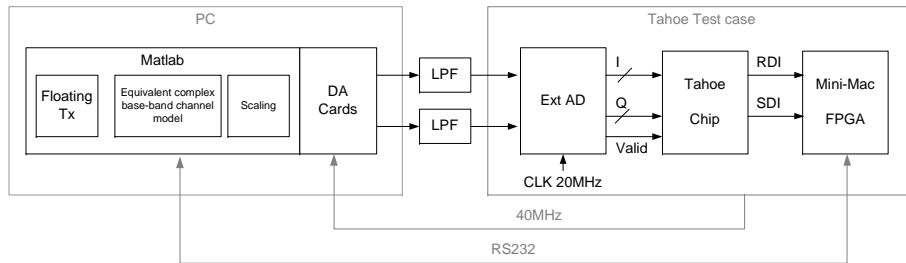 PC
Tahoe Test case
Matlab
Floating
Tx
Equivalent complex
base-band channel
model
Scaling
DA
Cards
LPF
LPF
Ext AD
I
Q
Valid
CLK 20MHz
Tahoe
Chip
RDI
SDI
Mini-Mac
FPGA
40MHz
RS232